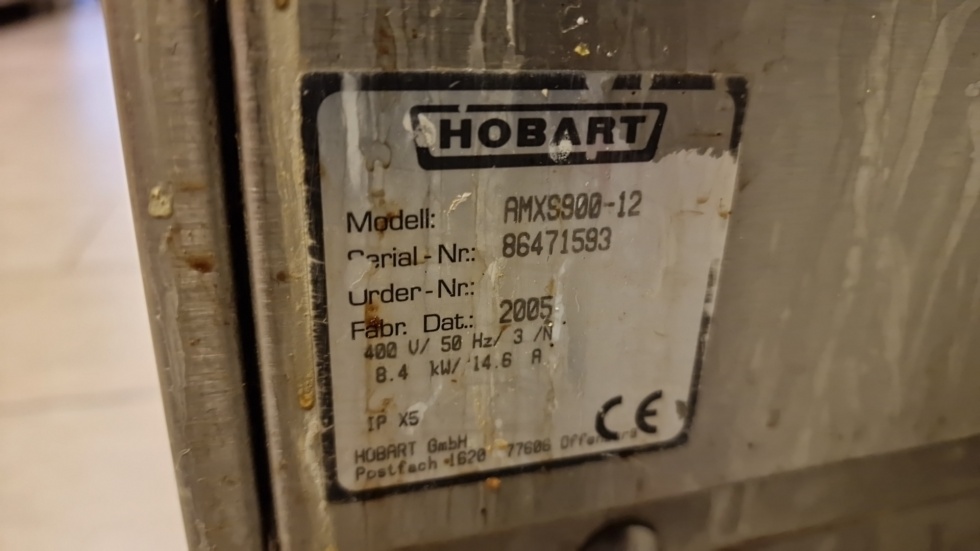 HOBART
Modell: AMXS900-12
Serial-Nr.: 86471593
Order-Nr.:
Fabr. Dat.: 2005
400 V/ 50 Hz/ 3 /N
8.4 kW/ 14.6 A
IP X5
CE
HOBART GmbH
Postfach 1620 77606 Offenburg